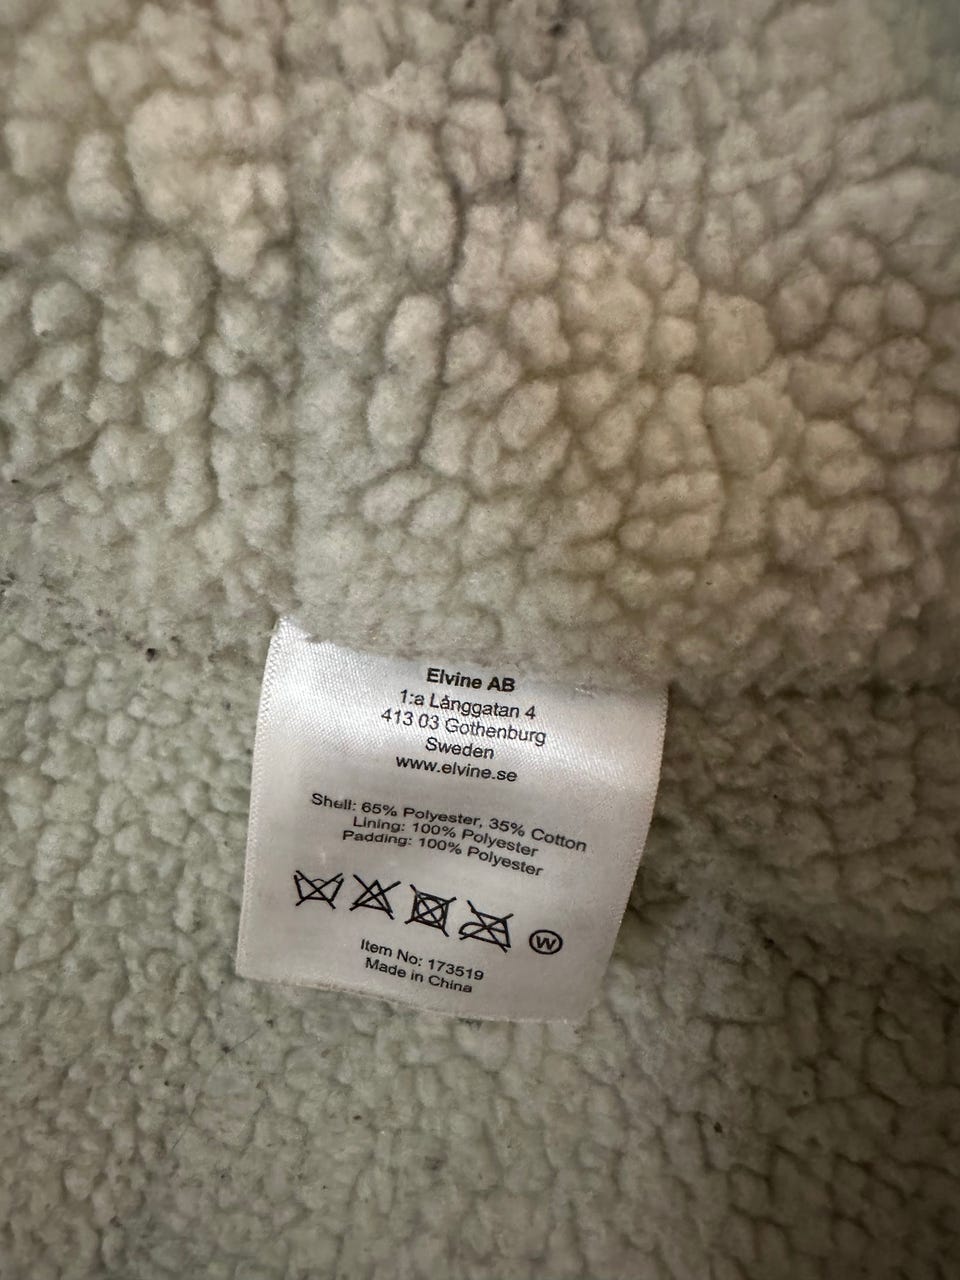 Elvine AB
1:a Långgatan 4
413 03 Gothenburg
Sweden
www.elvine.se
Shell: 65% Polyester, 35% Cotton
Lining: 100% Polyester
Padding: 100% Polyester
W
Item No: 173519
Made in China